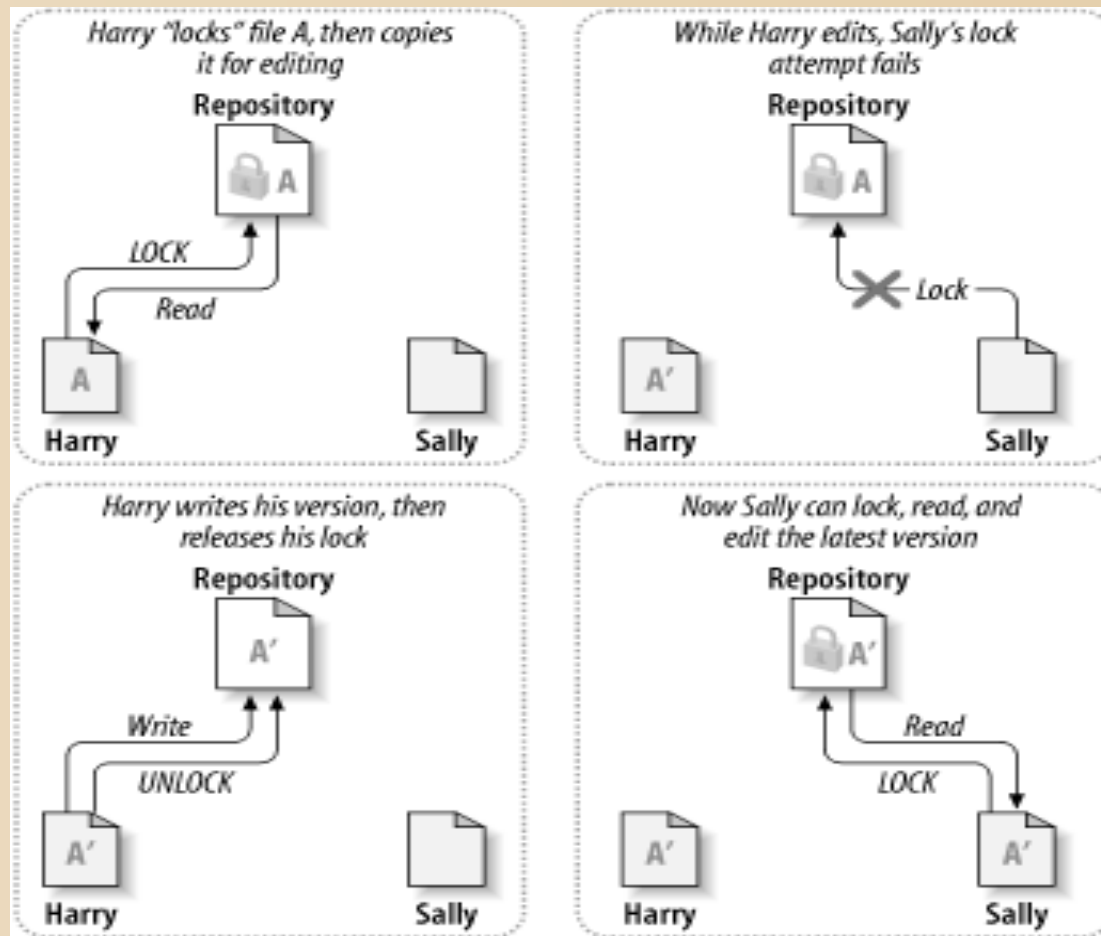 Harry “locks” file A, then copies
it for editing
Repository
A
LOCK
Read
A
Harry
Sally
While Harry edits, Sally’s lock
attempt fails
Repository
A
Lock
A′
Harry
Sally
Harry writes his version, then
releases his lock
Repository
A′
Write
UNLOCK
A′
Harry
Sally
Now Sally can lock, read, and
edit the latest version
Repository
A′
Read
LOCK
A′
A′
Harry
Sally